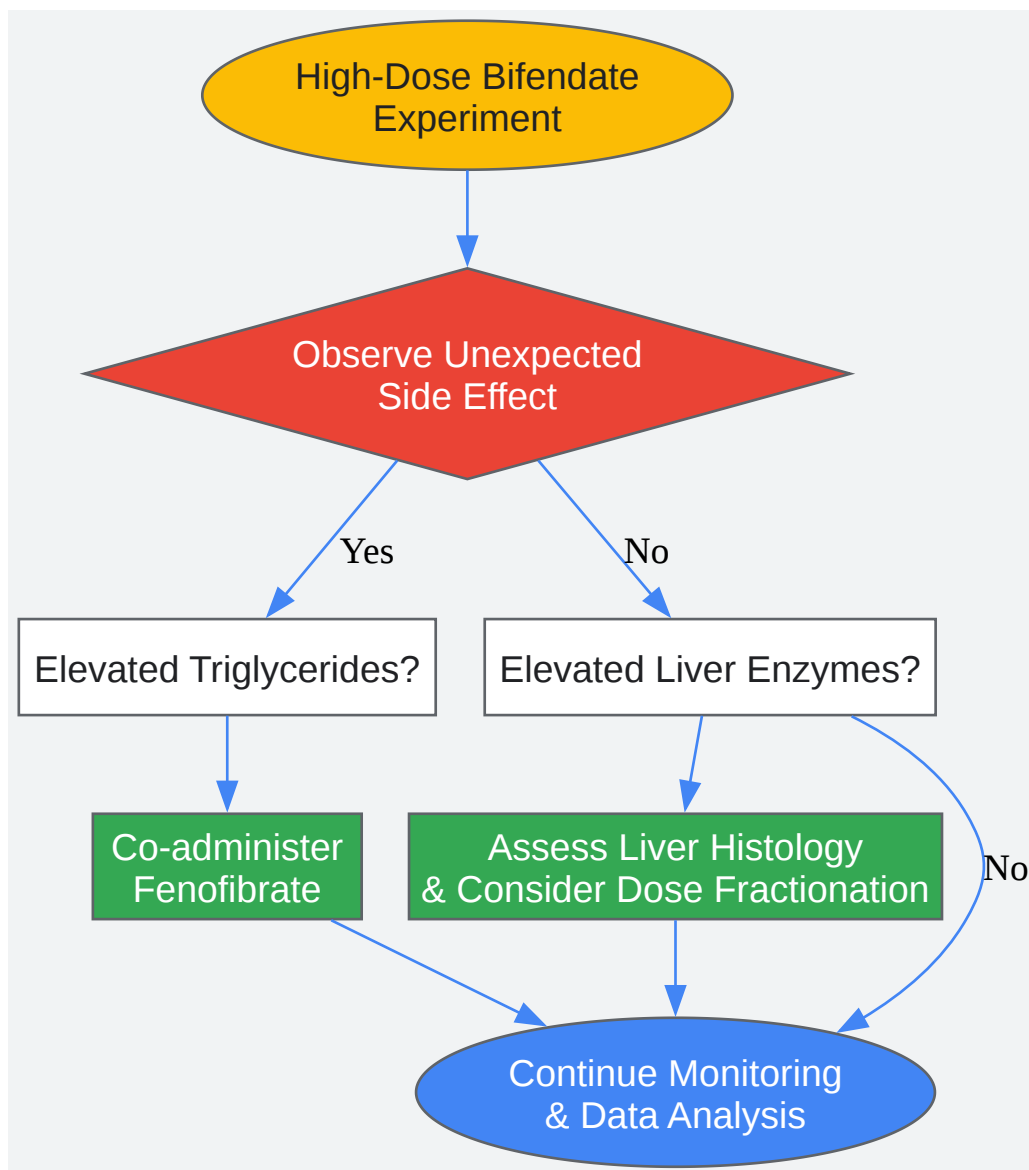 High-Dose Bifendate
Experiment
Observe Unexpected
Side Effect
Yes
No
Elevated Triglycerides?
Elevated Liver Enzymes?
Co-administer
Fenofibrate
Assess Liver Histology
& Consider Dose Fractionation
No
Continue Monitoring
& Data Analysis